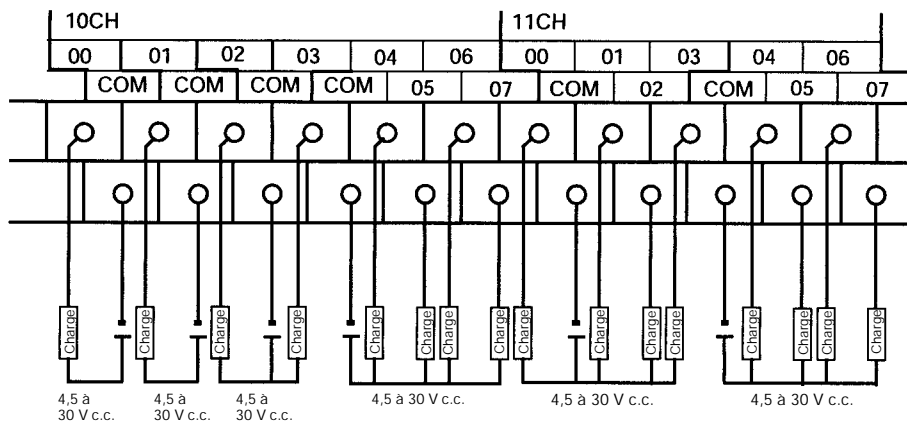 10CH 11CH
00 01 02 03 04 06 00 01 03 04 06
COM COM COM COM 05 07 COM 02 COM 05 07
Charge Charge Charge Charge Charge Charge Charge Charge Charge Charge Charge Charge Charge Charge Charge Charge
4,5 à 4,5 à 4,5 à 4,5 à 30 V c.c. 4,5 à 30 V c.c. 4,5 à 30 V c.c.
30 V c.c. 30 V c.c. 30 V c.c.